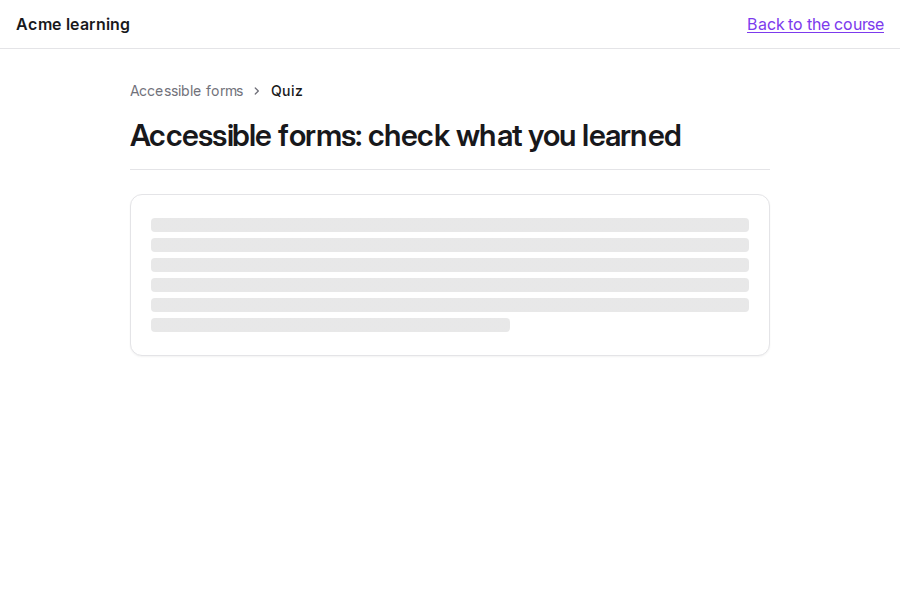 Acme learning
Back to the course
Accessible forms > Quiz
Accessible forms: check what you learned